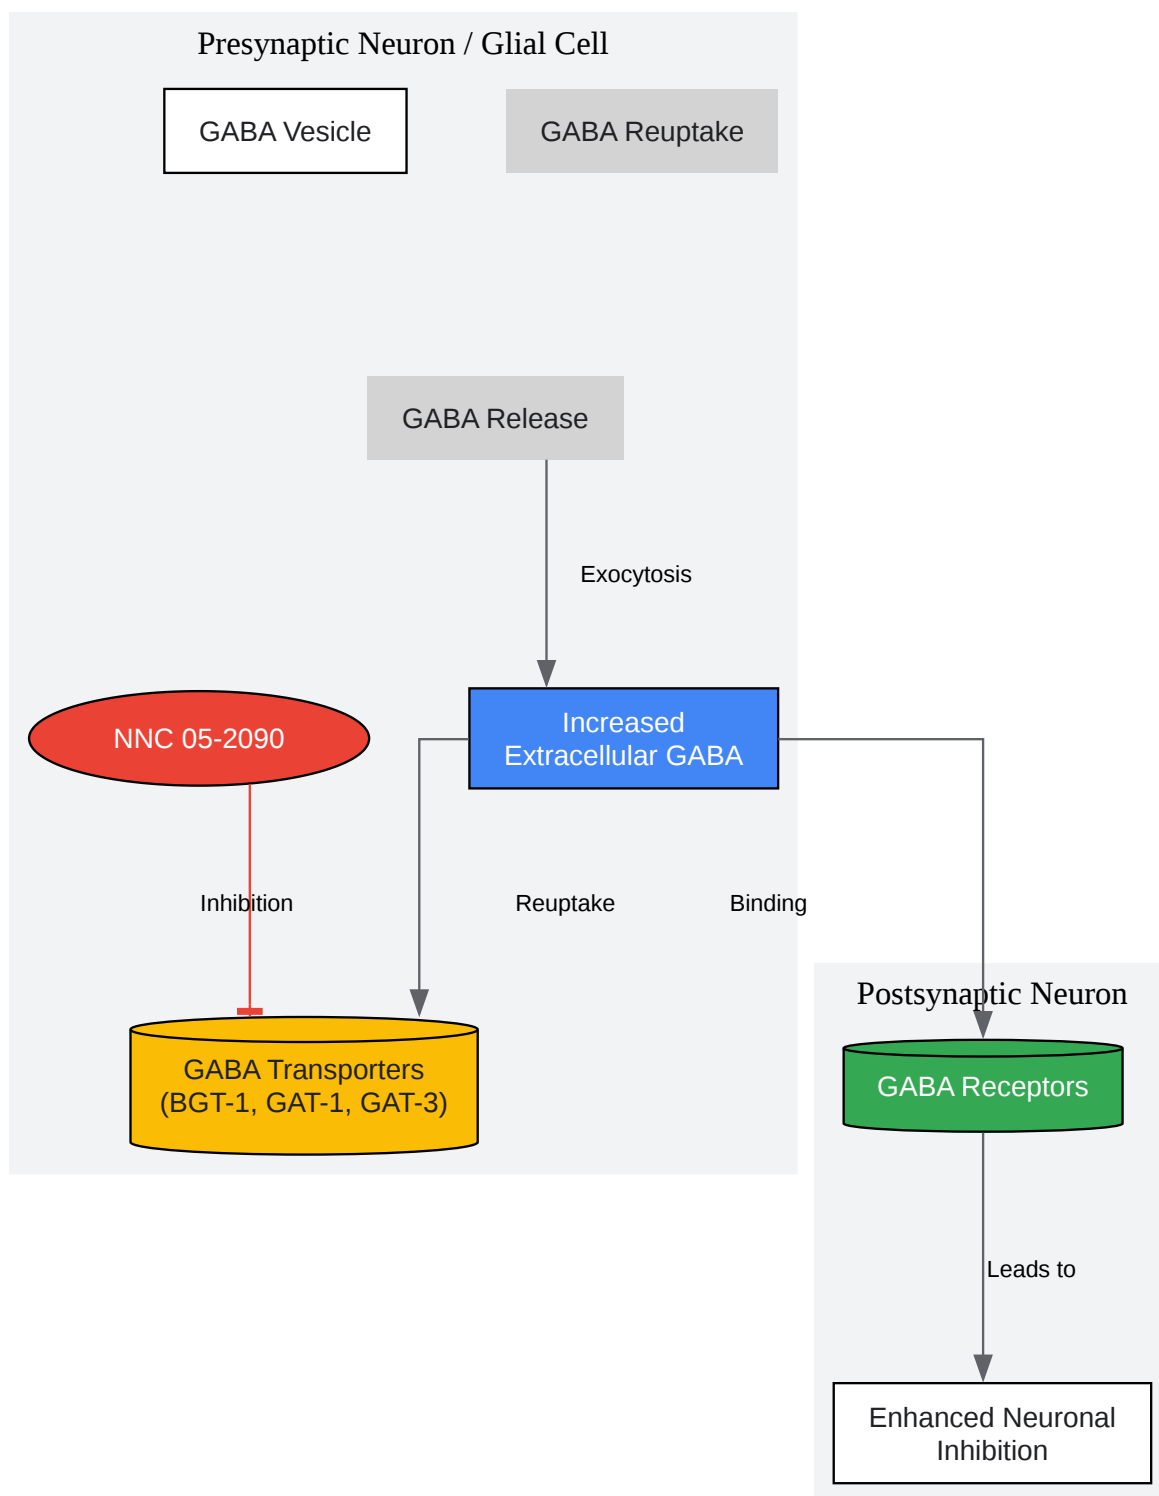 Presynaptic Neuron / Glial Cell
GABA Vesicle
GABA Reuptake
GABA Release
Exocytosis
NNC 05-2090
Increased
Extracellular GABA
Inhibition
Reuptake
Binding
Postsynaptic Neuron
GABA Transporters
(BGT-1, GAT-1, GAT-3)
GABA Receptors
Leads to
Enhanced Neuronal
Inhibition